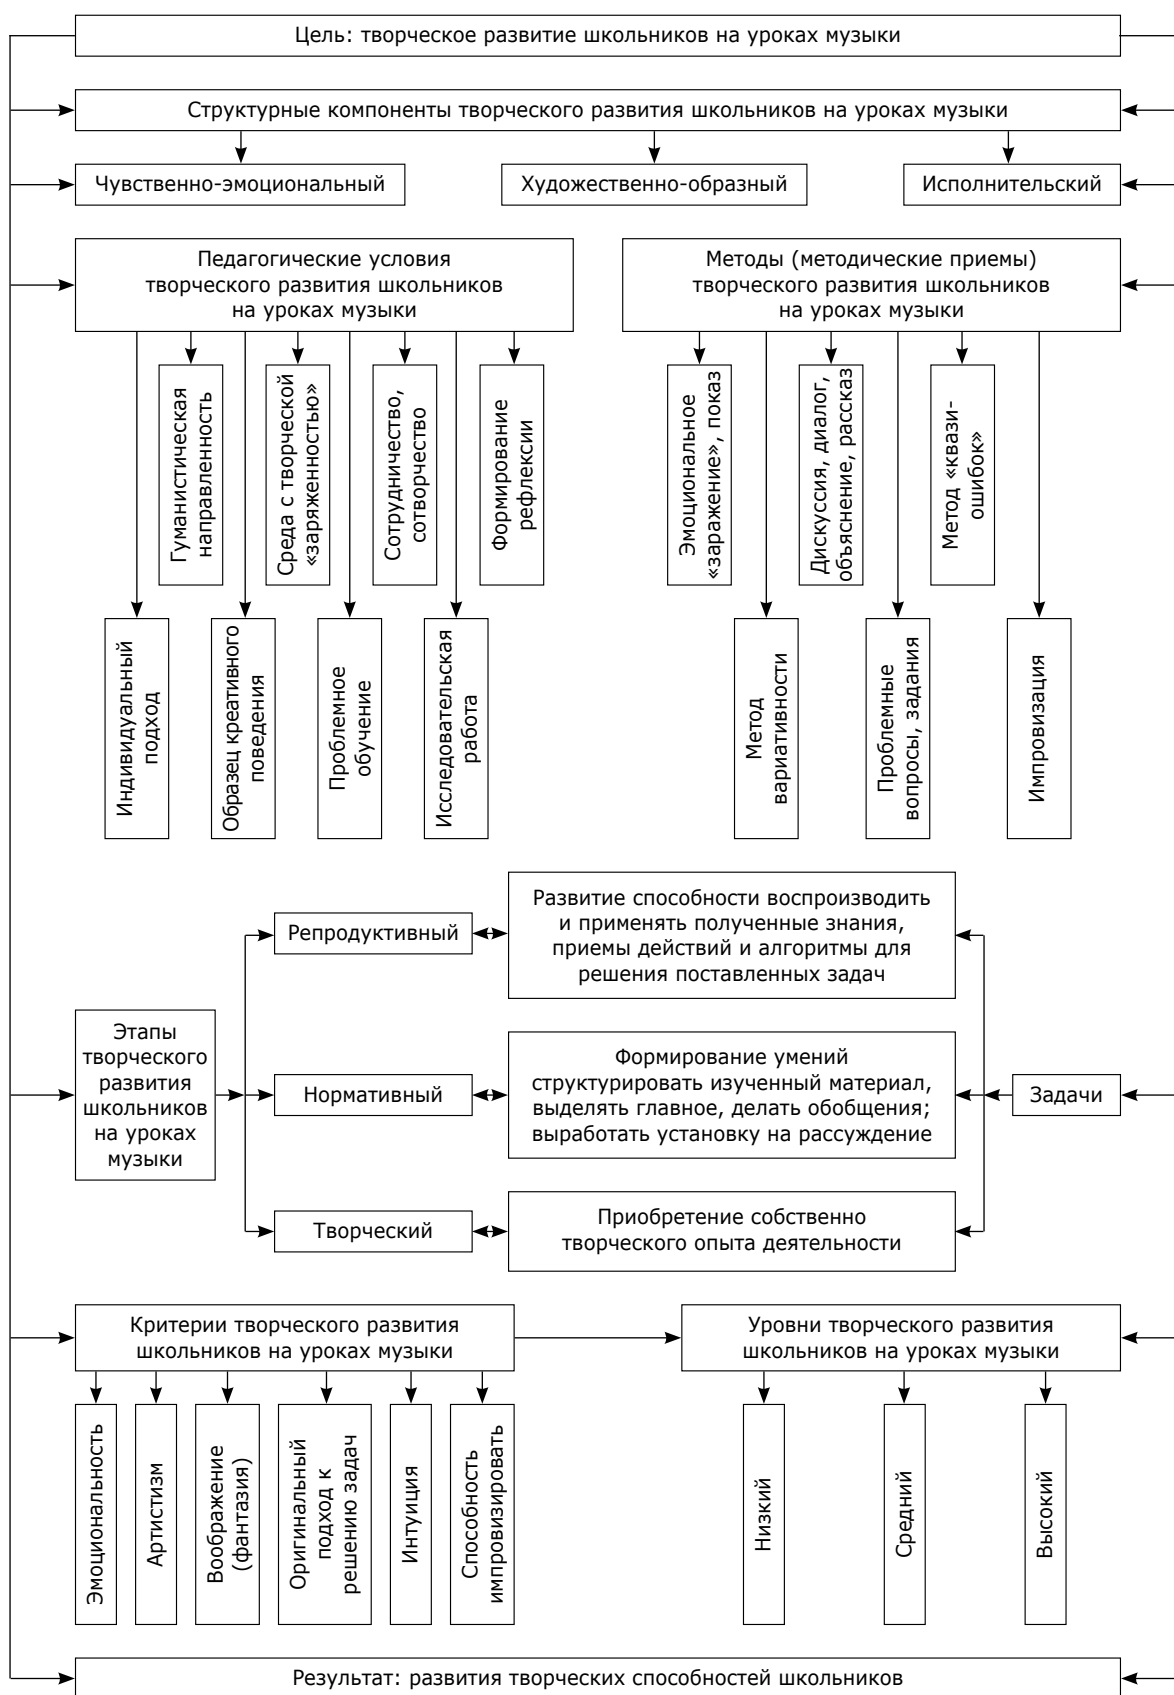 Цель: творческое развитие школьников на уроках музыки
Структурные компоненты творческого развития школьников на уроках музыки
Чувственно-эмоциональный
Художественно-образный
Исполнительский
Педагогические условия
творческого развития школьников
на уроках музыки
Методы (методические приемы)
творческого развития школьников
на уроках музыки
Гуманистическая
направленность
Среда с творческой
«заряженностью»
Сотрудничество,
сотворчество
Формирование
рефлексии
Эмоциональное
«заражение», показ
Дискуссия, диалог,
объяснение, рассказ
Метод «квази-
ошибок»
Индивидуальный
подход
Образец креативного
поведения
Проблемное
обучение
Исследовательская
работа
Метод
вариативности
Проблемные
вопросы, задания
Импровизация
Репродуктивный
Развитие способности воспроизводить
и применять полученные знания,
приемы действий и алгоритмы для
решения поставленных задач
Этапы
творческого
развития
школьников
на уроках
музыки
Нормативный
Формирование умений
структурировать изученный материал,
выделять главное, делать обобщения;
выработать установку на рассуждение
Задачи
Творческий
Приобретение собственно
творческого опыта деятельности
Критерии творческого развития
школьников на уроках музыки
Уровни творческого развития
школьников на уроках музыки
Эмоциональность
Артистизм
Воображение
(фантазия)
Оригинальный
подход к
решению задач
Интуиция
Способность
импровизировать
Низкий
Средний
Высокий
Результат: развития творческих способностей школьников